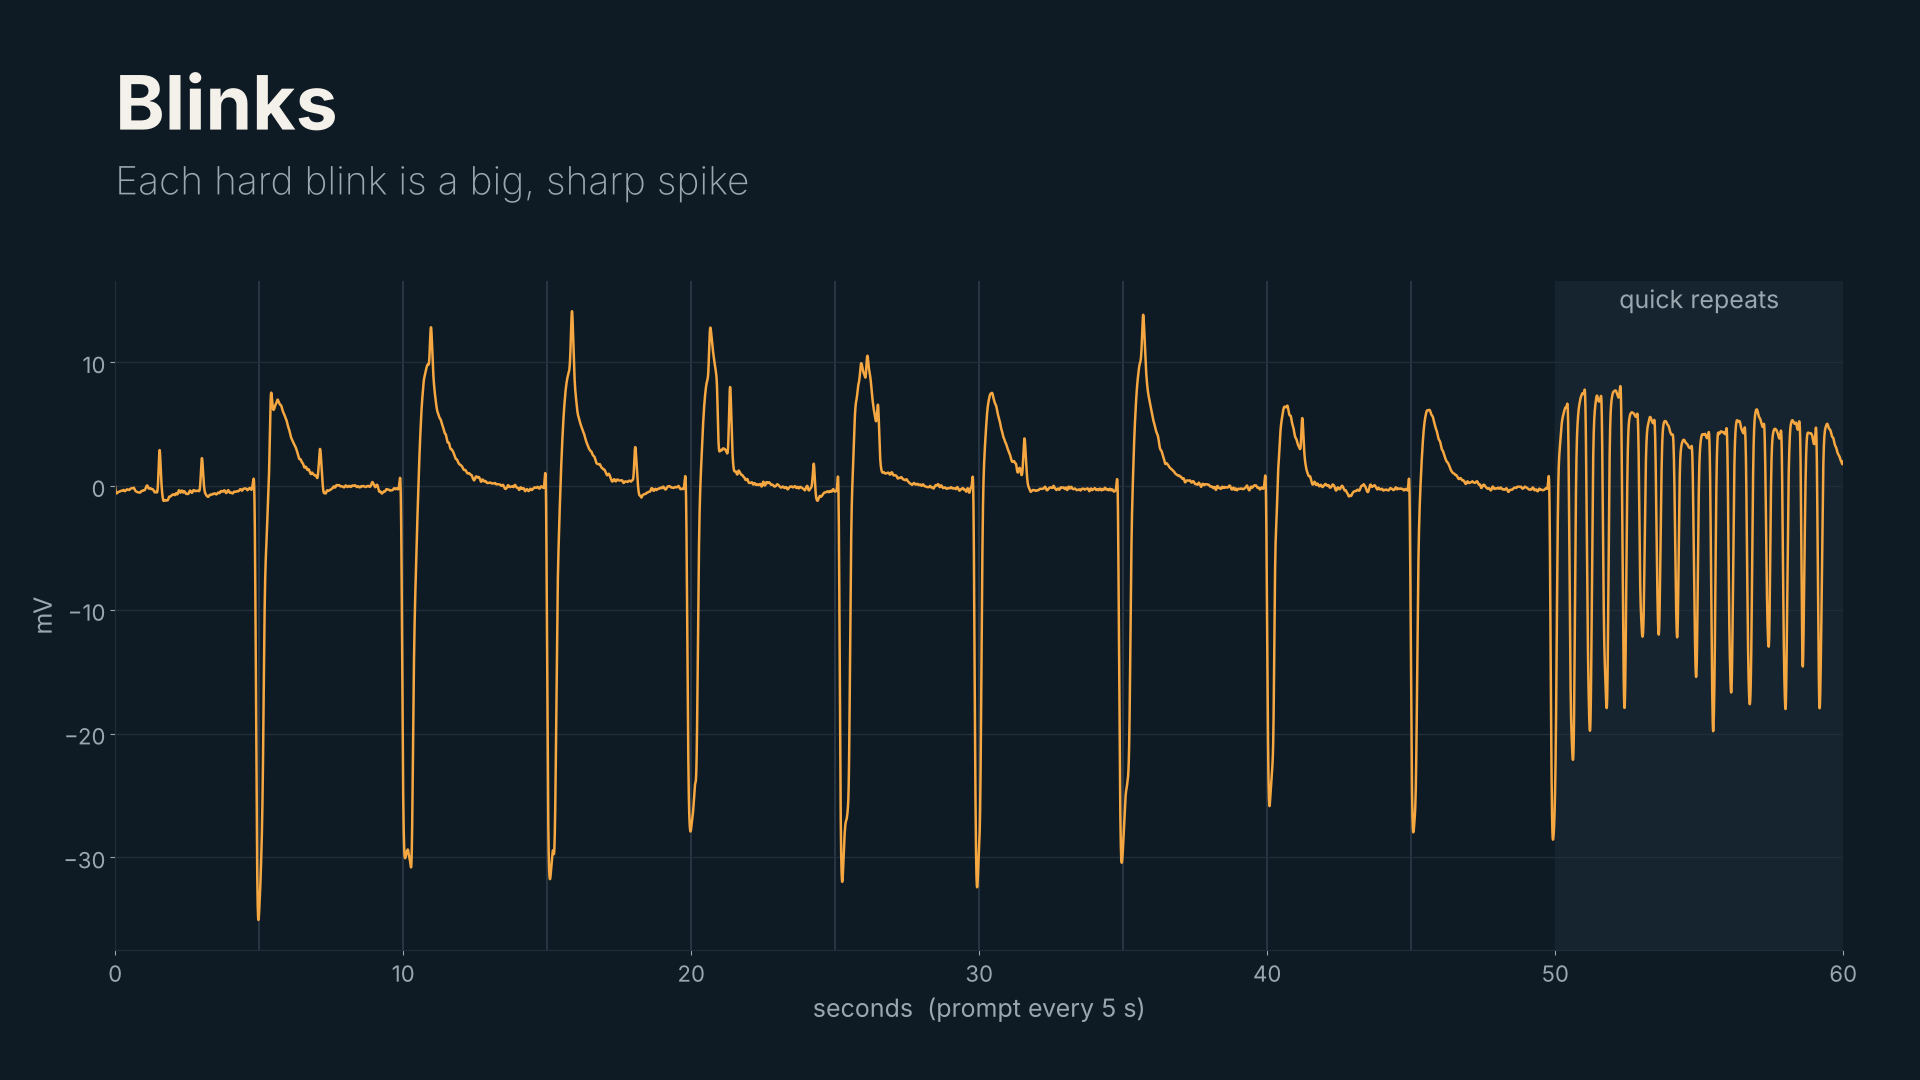 Blinks
Each hard blink is a big, sharp spike
quick repeats
10
0
−10
−20
−30
mV
0 10 20 30 40 50 60
seconds (prompt every 5 s)